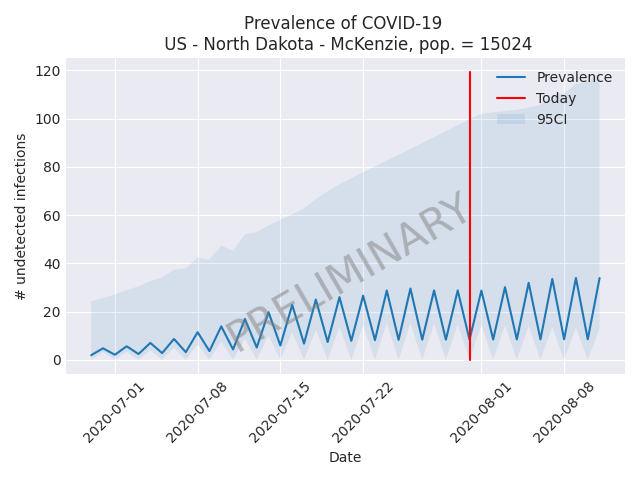 Prevalence of COVID-19
US - North Dakota - McKenzie, pop. = 15024
120
100
80
60
40
20
0
# undetected infections
Prevalence
Today
95CI
PRELIMINARY
2020-07-01
2020-07-08
2020-07-15
2020-07-22
2020-08-01
2020-08-08
Date